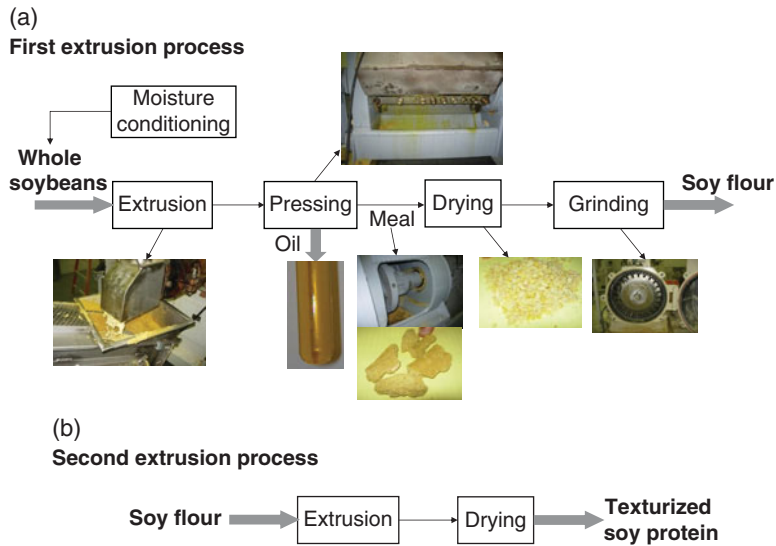 (a)
First extrusion process
Moisture
conditioning
Whole
soybeans
Extrusion
Pressing
Drying
Grinding
Soy flour
Oil
Meal
(b)
Second extrusion process
Soy flour
Extrusion
Drying
Texturized
soy protein